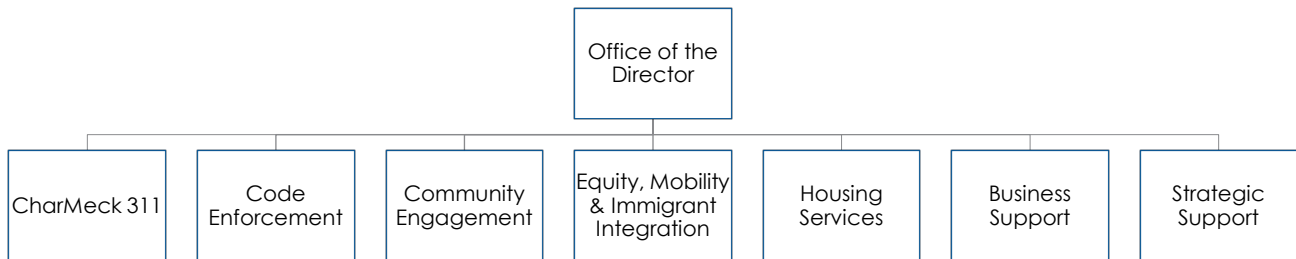 Office of the
Director
CharMeck 311
Code
Enforcement
Community
Engagement
Equity, Mobility
& Immigrant
Integration
Housing
Services
Business
Support
Strategic
Support